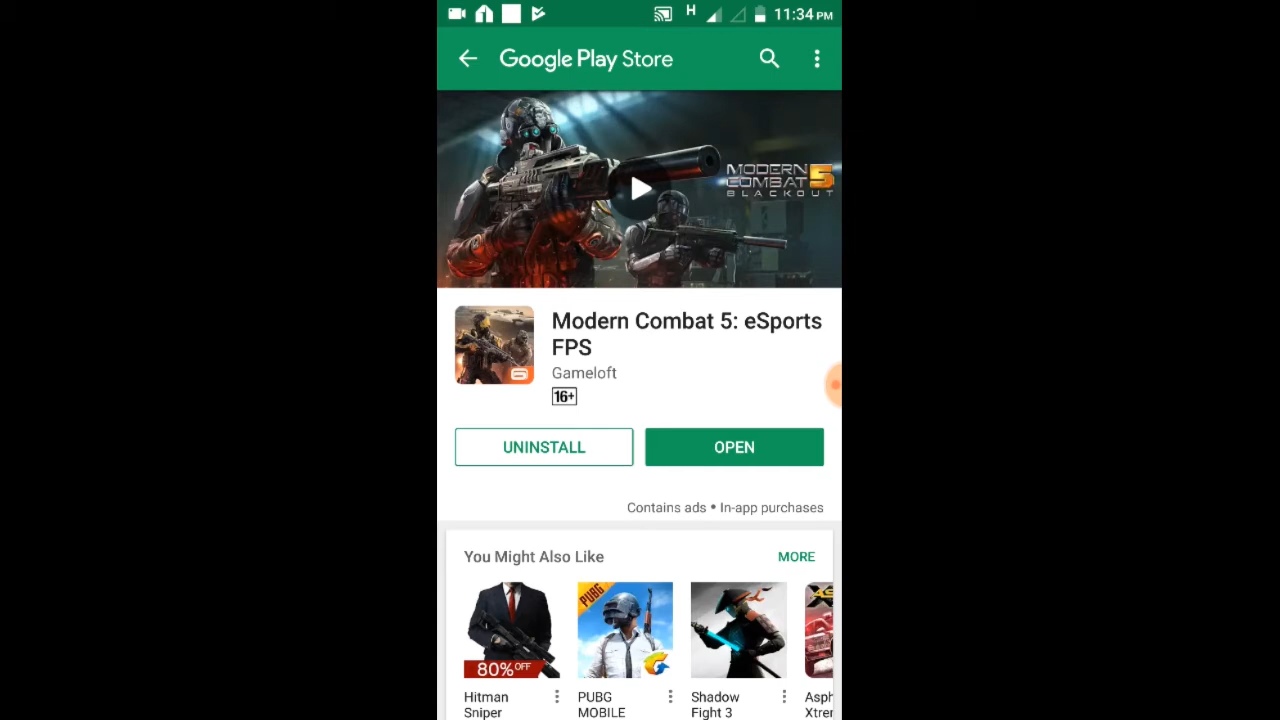 H 11:34 PM
Google Play Store
MODERN
COMBAT 5
BLACKOUT
Modern Combat 5: eSports
FPS
Gameloft
16+
UNINSTALL OPEN
Contains ads • In-app purchases
You Might Also Like MORE
PUBG
80% OFF
Hitman PUBG Shadow Asph
Sniper MOBILE Fight 3 Xtrer